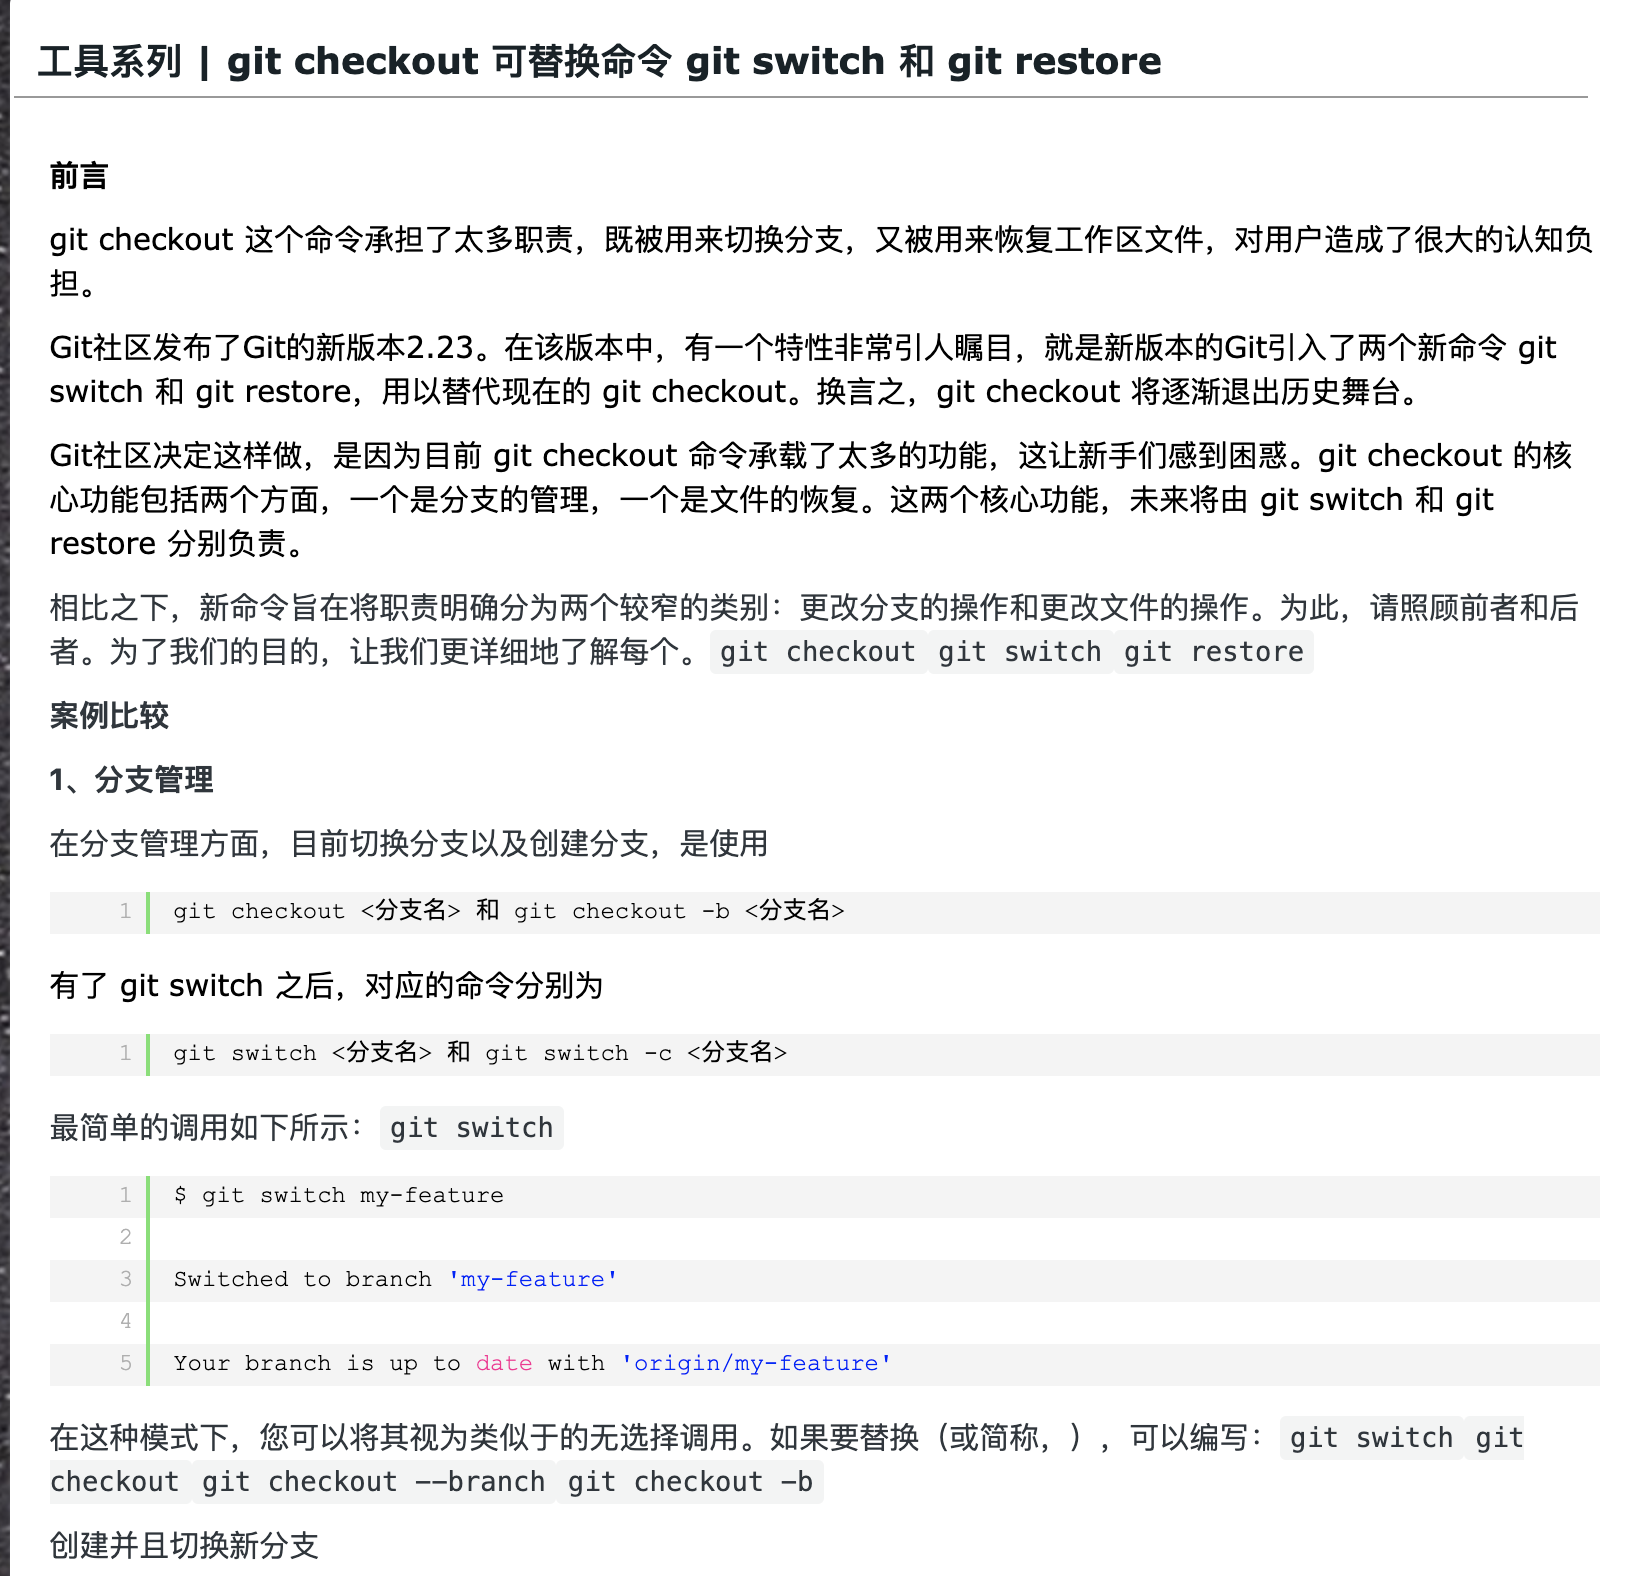 工具系列 | git checkout 可替换命令 git switch 和 git restore
前言
git checkout 这个命令承担了太多职责，既被用来切换分支，又被用来恢复工作区文件，对用户造成了很大的认知负
担。
Git社区发布了Git的新版本2.23。在该版本中，有一个特性非常引人瞩目，就是新版本的Git引入了两个新命令 git
switch 和 git restore，用以替代现在的 git checkout。换言之，git checkout 将逐渐退出历史舞台。
Git社区决定这样做，是因为目前 git checkout 命令承载了太多的功能，这让新手们感到困惑。git checkout 的核
心功能包括两个方面，一个是分支的管理，一个是文件的恢复。这两个核心功能，未来将由 git switch 和 git
restore 分别负责。
相比之下，新命令旨在将职责明确分为两个较窄的类别：更改分支的操作和更改文件的操作。为此，请照顾前者和后
者。为了我们的目的，让我们更详细地了解每个。 git checkout git switch git restore
案例比较
1、分支管理
在分支管理方面，目前切换分支以及创建分支，是使用
1 git checkout <分支名> 和 git checkout -b <分支名>
有了 git switch 之后，对应的命令分别为
1 git switch <分支名> 和 git switch -c <分支名>
最简单的调用如下所示： git switch
1 $ git switch my-feature
2
3 Switched to branch 'my-feature'
4
5 Your branch is up to date with 'origin/my-feature'
在这种模式下，您可以将其视为类似于的无选择调用。如果要替换（或简称，），可以编写： git switch git
checkout git checkout --branch git checkout -b
创建并且切换新分支